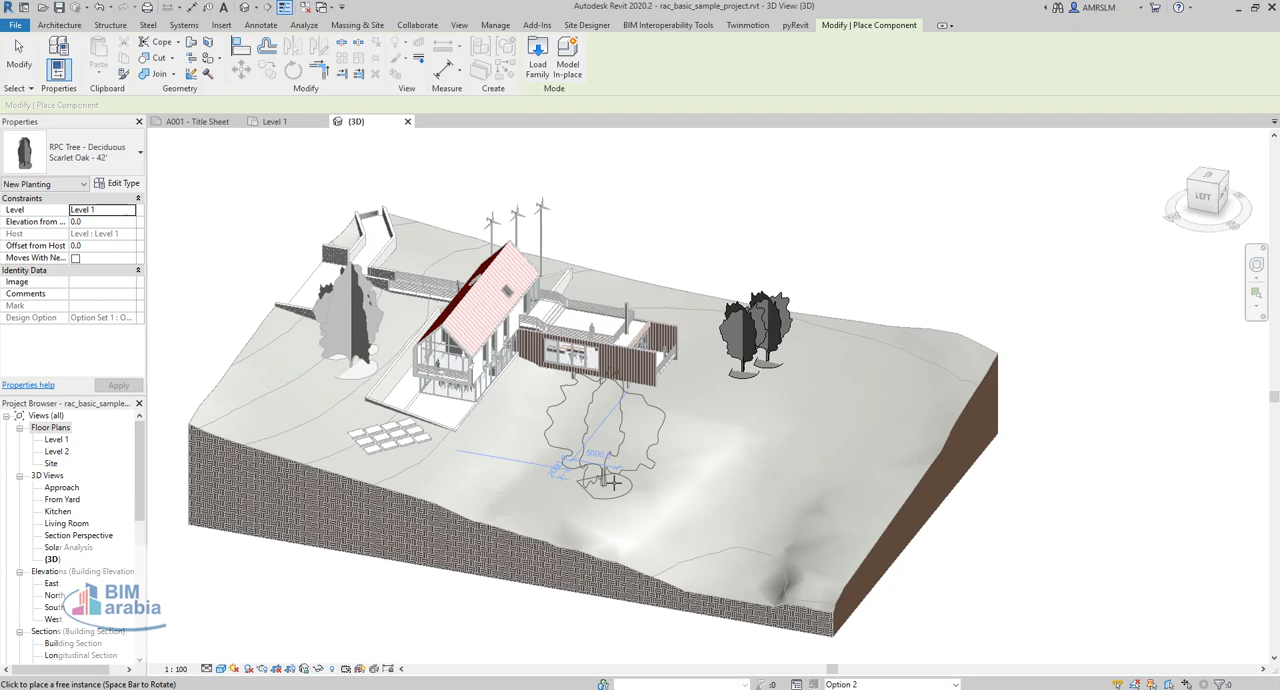 Autodesk Revit 2020.2 - rac_basic_sample_project.rvt - 3D View: {3D}
AMRSLM
File Architecture Structure Steel Systems Insert Annotate Analyze Massing & Site Collaborate View Manage Add-Ins Site Designer BIM Interoperability Tools Twinmotion pyRevit Modify | Place Component
Modify
Paste
Cope
Cut
Join
Load
Family
Model
In-place
Select Properties Clipboard Geometry Modify View Measure Create Mode
Modify | Place Component
Properties
A001 - Title Sheet
Level 1
{3D}
RPC Tree - Deciduous
Scarlet Oak - 42'
New Planting
Edit Type
Constraints
Level Level 1
Elevation from ... 0.0
Host Level : Level 1
Offset from Host 0.0
Moves With Ne...
Identity Data
Image
Comments
Mark
Design Option Option Set 1 : O...
Properties help
Apply
LEFT
Project Browser - rac_basic_sample...
Views (all)
Floor Plans
Level 1
Level 2
Site
3D Views
Approach
From Yard
Kitchen
Living Room
Section Perspective
Solar Analysis
{3D}
Elevations (Building Elevation
East
North
South
West
Sections (Building Section)
Building Section
Longitudinal Section
BIM
arabia
1 : 100
Click to place a free instance (Space Bar to Rotate)
:0
Option 2
:0